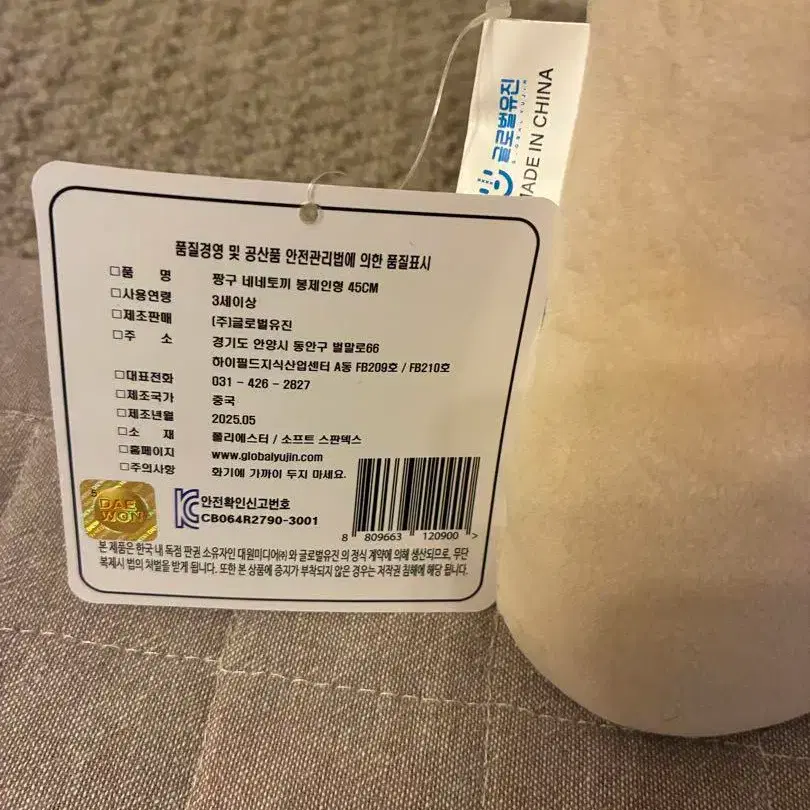 글로벌유진
GLOBAL YUJIN
MADE IN CHINA
품질경영 및 공산품 안전관리법에 의한 품질표시
□품 명 짱구 네네토끼 봉제인형 45CM
□사용연령 3세이상
□제조판매 (주)글로벌유진
□주 소 경기도 안양시 동안구 벌말로66
하이필드지식산업센터 A동 FB209호 / FB210호
□대표전화 031 - 426 - 2827
□제조국가 중국
□제조년월 2025.05
□소 재 폴리에스터 / 소프트 스판덱스
□홈페이지 www.globalyujin.com
□주의사항 화기에 가까이 두지 마세요.
DAE
WON
안전확인신고번호
CB064R2790-3001
8 809663 120900 >
본 제품은 한국 내 독점 판권 소유자인 대원미디어㈜ 와 글로벌유진 의 정식 계약에 의해 생산되므로, 무단
복제시 법의 처벌을 받게 됩니다. 또한 본 상품에 증지가 부착되지 않은 경우는 저작권 침해에 해당 됩니다.